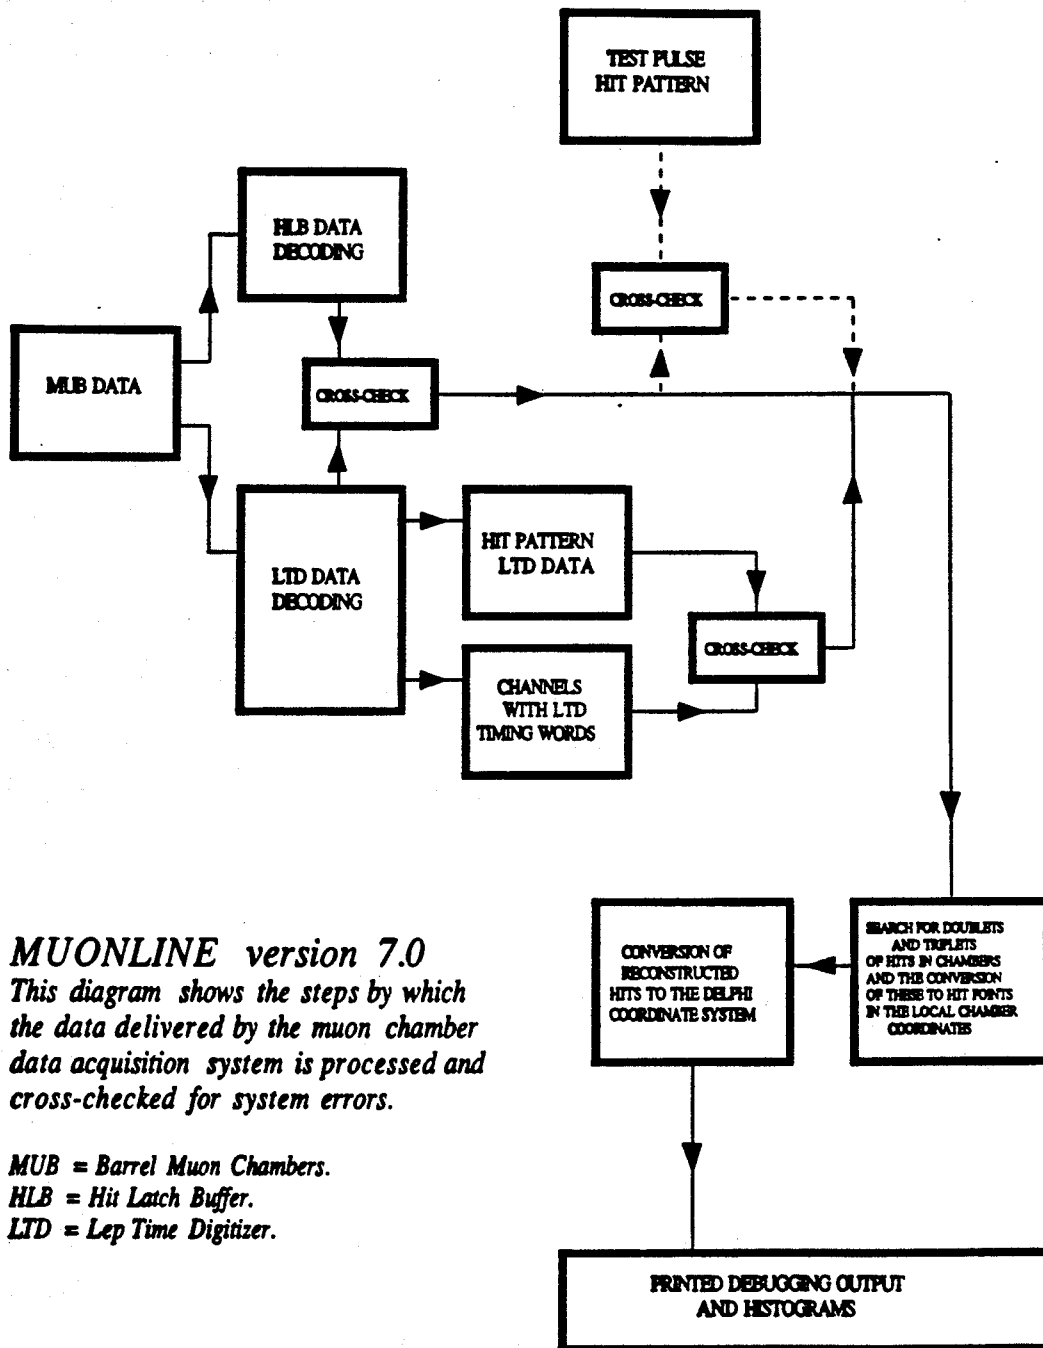 TEST PULSE
HIT PATTERN
HLB DATA
DECODING
CROSS-CHECK
MUB DATA
CROSS-CHECK
LTD DATA
DECODING
HIT PATTERN
LTD DATA
CROSS-CHECK
CHANNELS
WITH LTD
TIMING WORDS
SEARCH FOR DOUBLETS
AND TRIPLETS
OF HITS IN CHAMBERS
AND THE CONVERSION
OF THESE TO HIT POINTS
IN THE LOCAL CHAMBER
COORDINATES
CONVERSION OF
RECONSTRUCTED
HITS TO THE DELPHI
COORDINATE SYSTEM
MUONLINE version 7.0
This diagram shows the steps by which
the data delivered by the muon chamber
data acquisition system is processed and
cross-checked for system errors.
MUB = Barrel Muon Chambers.
HLB = Hit Latch Buffer.
LTD = Lep Time Digitizer.
PRINTED DEBUGGING OUTPUT
AND HISTOGRAMS